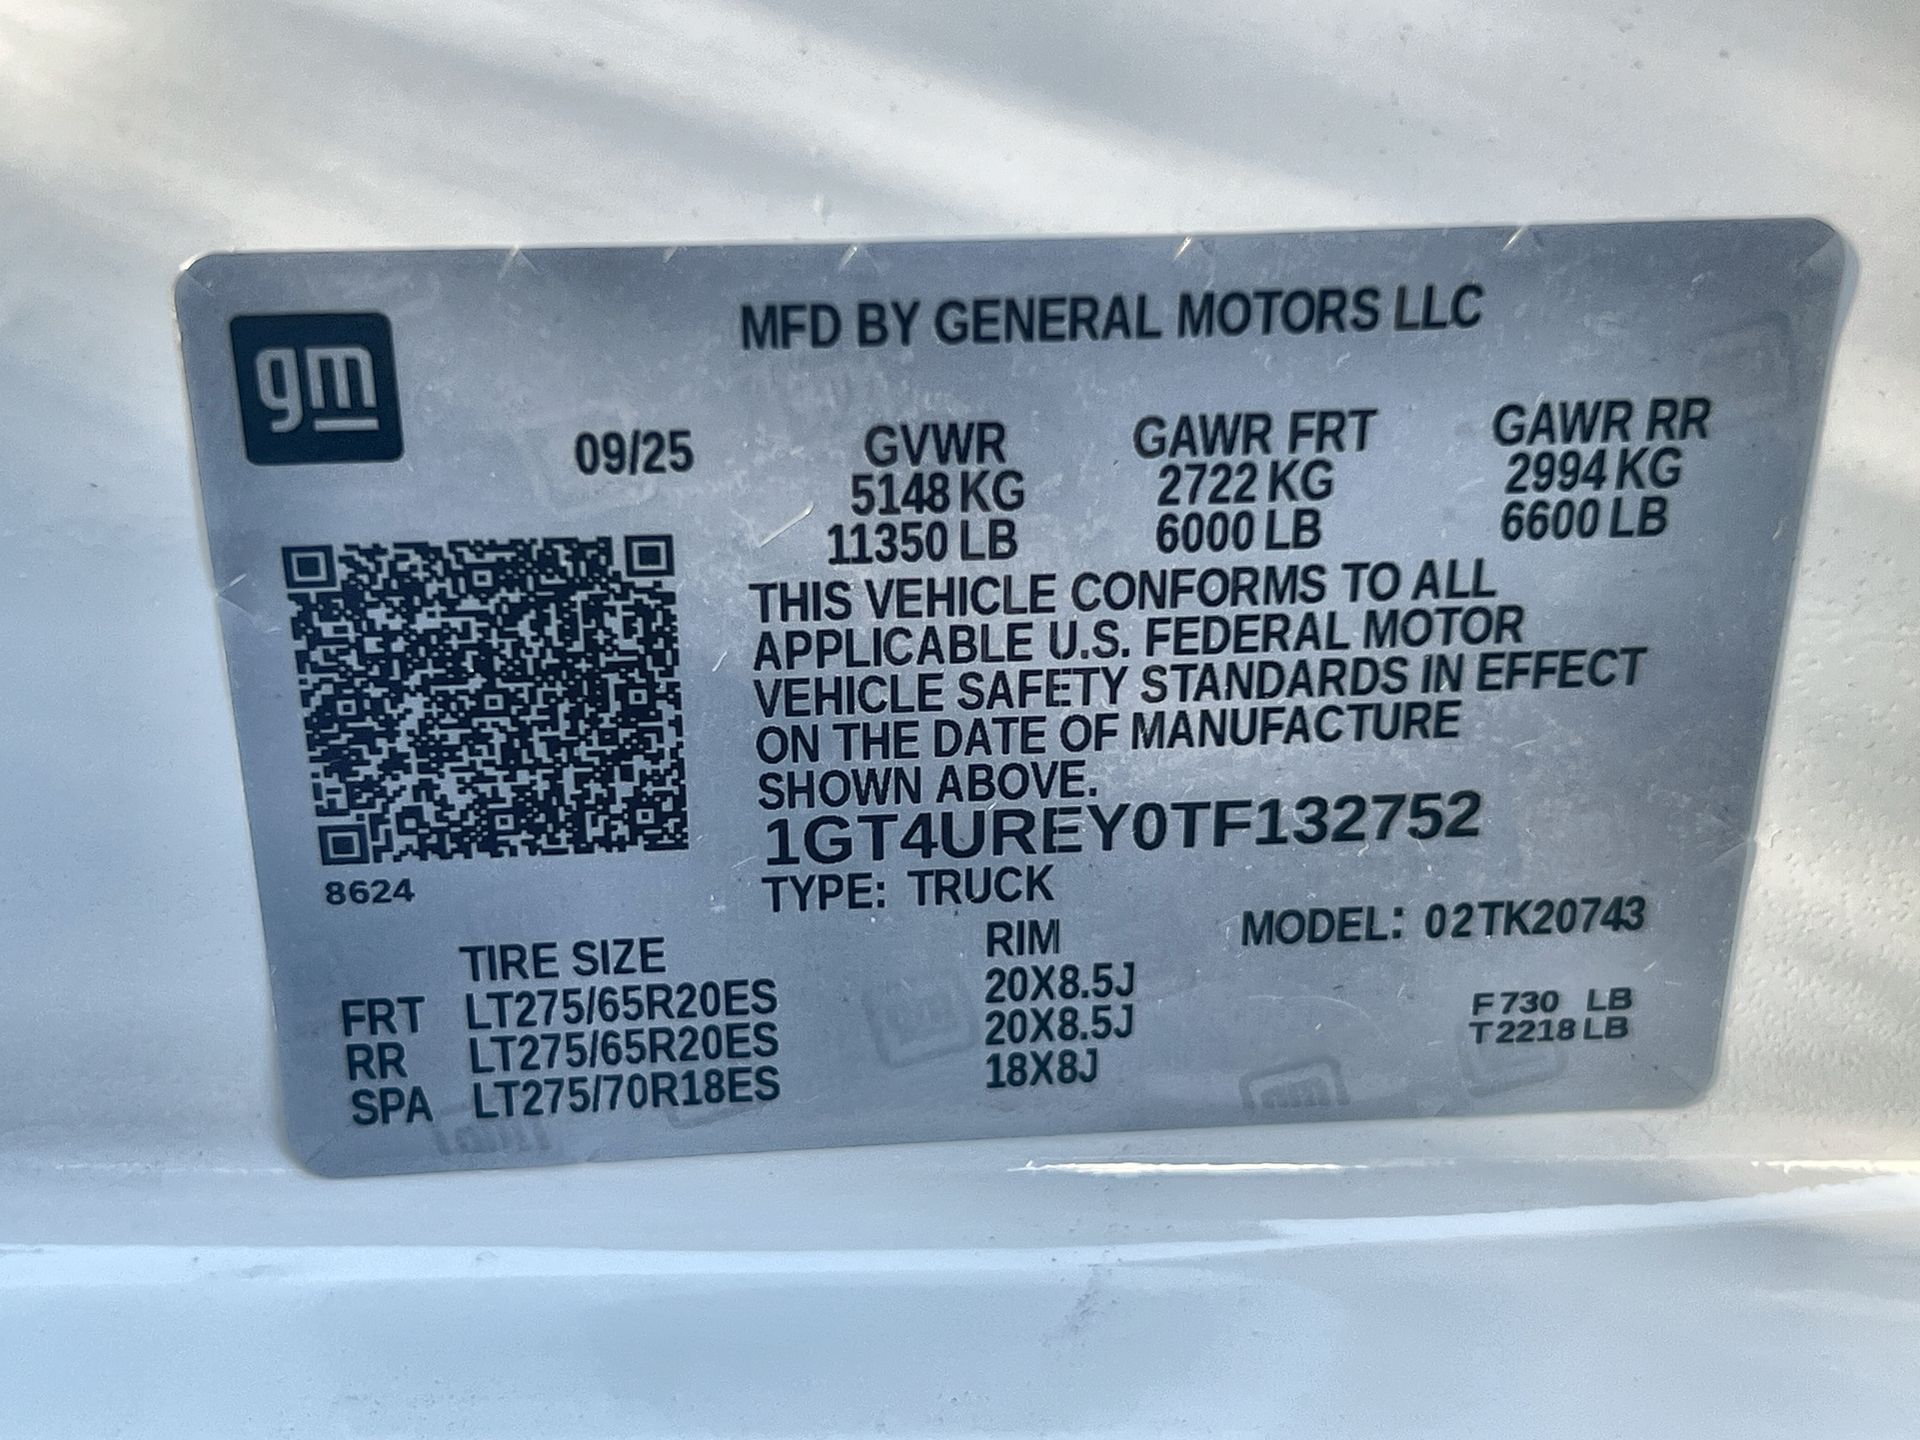 gm
MFD BY GENERAL MOTORS LLC
09/25
GVWR GAWR FRT GAWR RR
5148 KG 2722 KG 2994 KG
11350 LB 6000 LB 6600 LB
THIS VEHICLE CONFORMS TO ALL
APPLICABLE U.S. FEDERAL MOTOR
VEHICLE SAFETY STANDARDS IN EFFECT
ON THE DATE OF MANUFACTURE
SHOWN ABOVE.
1GT4UREY0TF132752
8624
TYPE: TRUCK
MODEL: 02TK20743
TIRE SIZE RIM
FRT LT275/65R20ES 20X8.5J
RR LT275/65R20ES 20X8.5J
SPA LT275/70R18ES 18X8J
F 730 LB
T 2218 LB